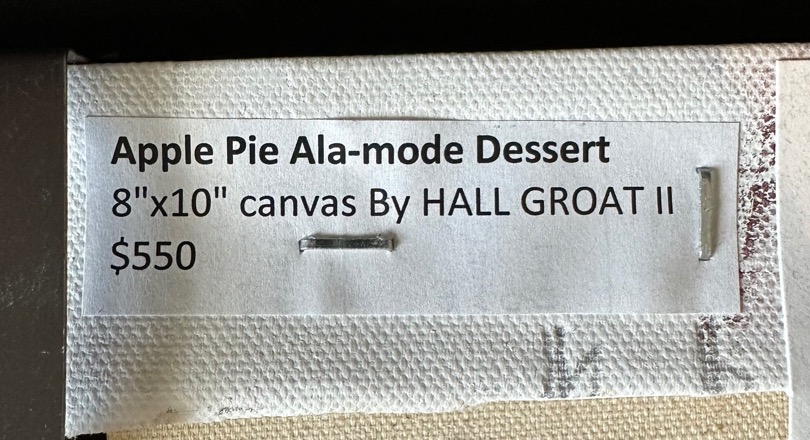 Apple Pie Ala-mode Dessert
8"x10" canvas By HALL GROAT II
$550